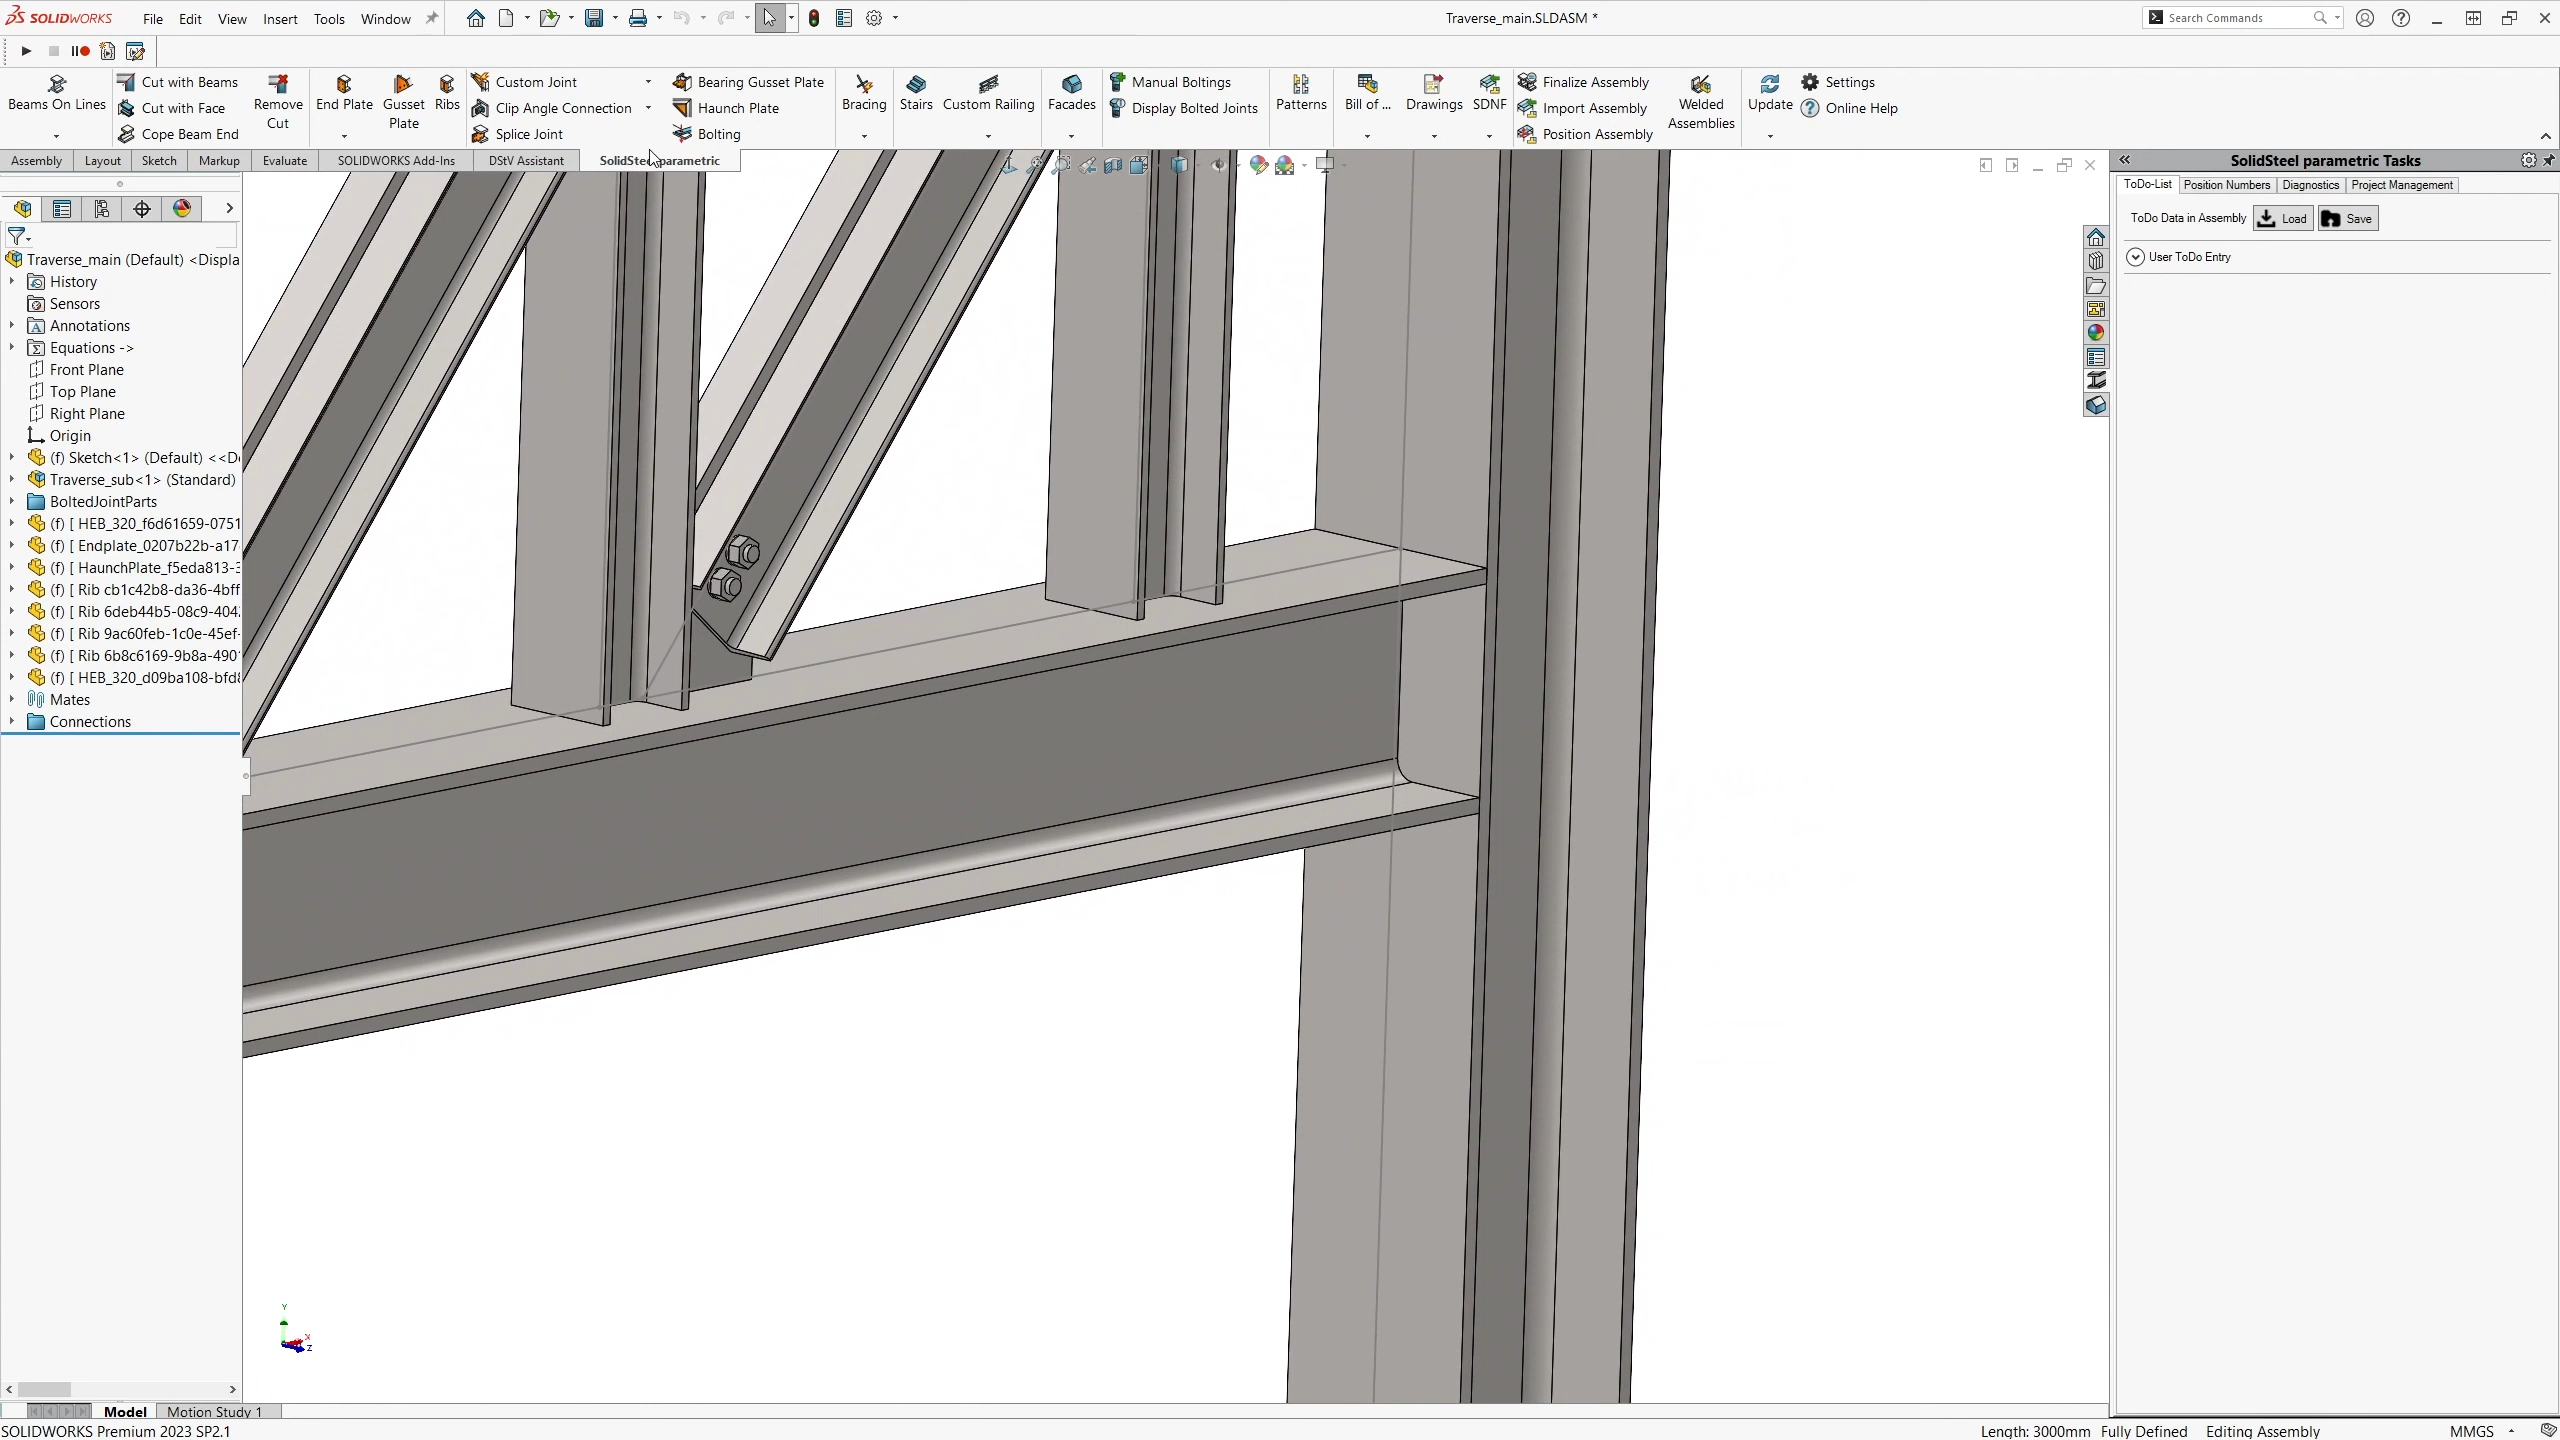 SOLIDWORKS File Edit View Insert Tools Window
Traverse_main.SLDASM *
Search Commands
Beams On Lines
Cut with Beams
Cut with Face
Cope Beam End
Remove Cut
End Plate
Gusset Plate
Ribs
Custom Joint
Clip Angle Connection
Splice Joint
Bearing Gusset Plate
Haunch Plate
Bolting
Bracing
Stairs
Custom Railing
Facades
Manual Boltings
Display Bolted Joints
Patterns
Bill of ...
Drawings
SDNF
Finalize Assembly
Import Assembly
Position Assembly
Welded Assemblies
Update
Settings
Online Help
Assembly Layout Sketch Markup Evaluate SOLIDWORKS Add-Ins DStV Assistant SolidSteel parametric
Traverse_main (Default) <Displa
History
Sensors
Annotations
Equations ->
Front Plane
Top Plane
Right Plane
Origin
(f) Sketch<1> (Default) <<D
Traverse_sub<1> (Standard)
BoltedJointParts
(f) [ HEB_320_f6d61659-0751
(f) [ Endplate_0207b22b-a17
(f) [ HaunchPlate_f5eda813-3
(f) [ Rib cb1c42b8-da36-4bff
(f) [ Rib 6deb44b5-08c9-404
(f) [ Rib 9ac60feb-1c0e-45ef-
(f) [ Rib 6b8c6169-9b8a-490
(f) [ HEB_320_d09ba108-bfd8
Mates
Connections
SolidSteel parametric Tasks
ToDo-List Position Numbers Diagnostics Project Management
ToDo Data in Assembly Load Save
User ToDo Entry
Y
X
Z
Model Motion Study 1
SOLIDWORKS Premium 2023 SP2.1
Length: 3000mm Fully Defined Editing Assembly MMGS